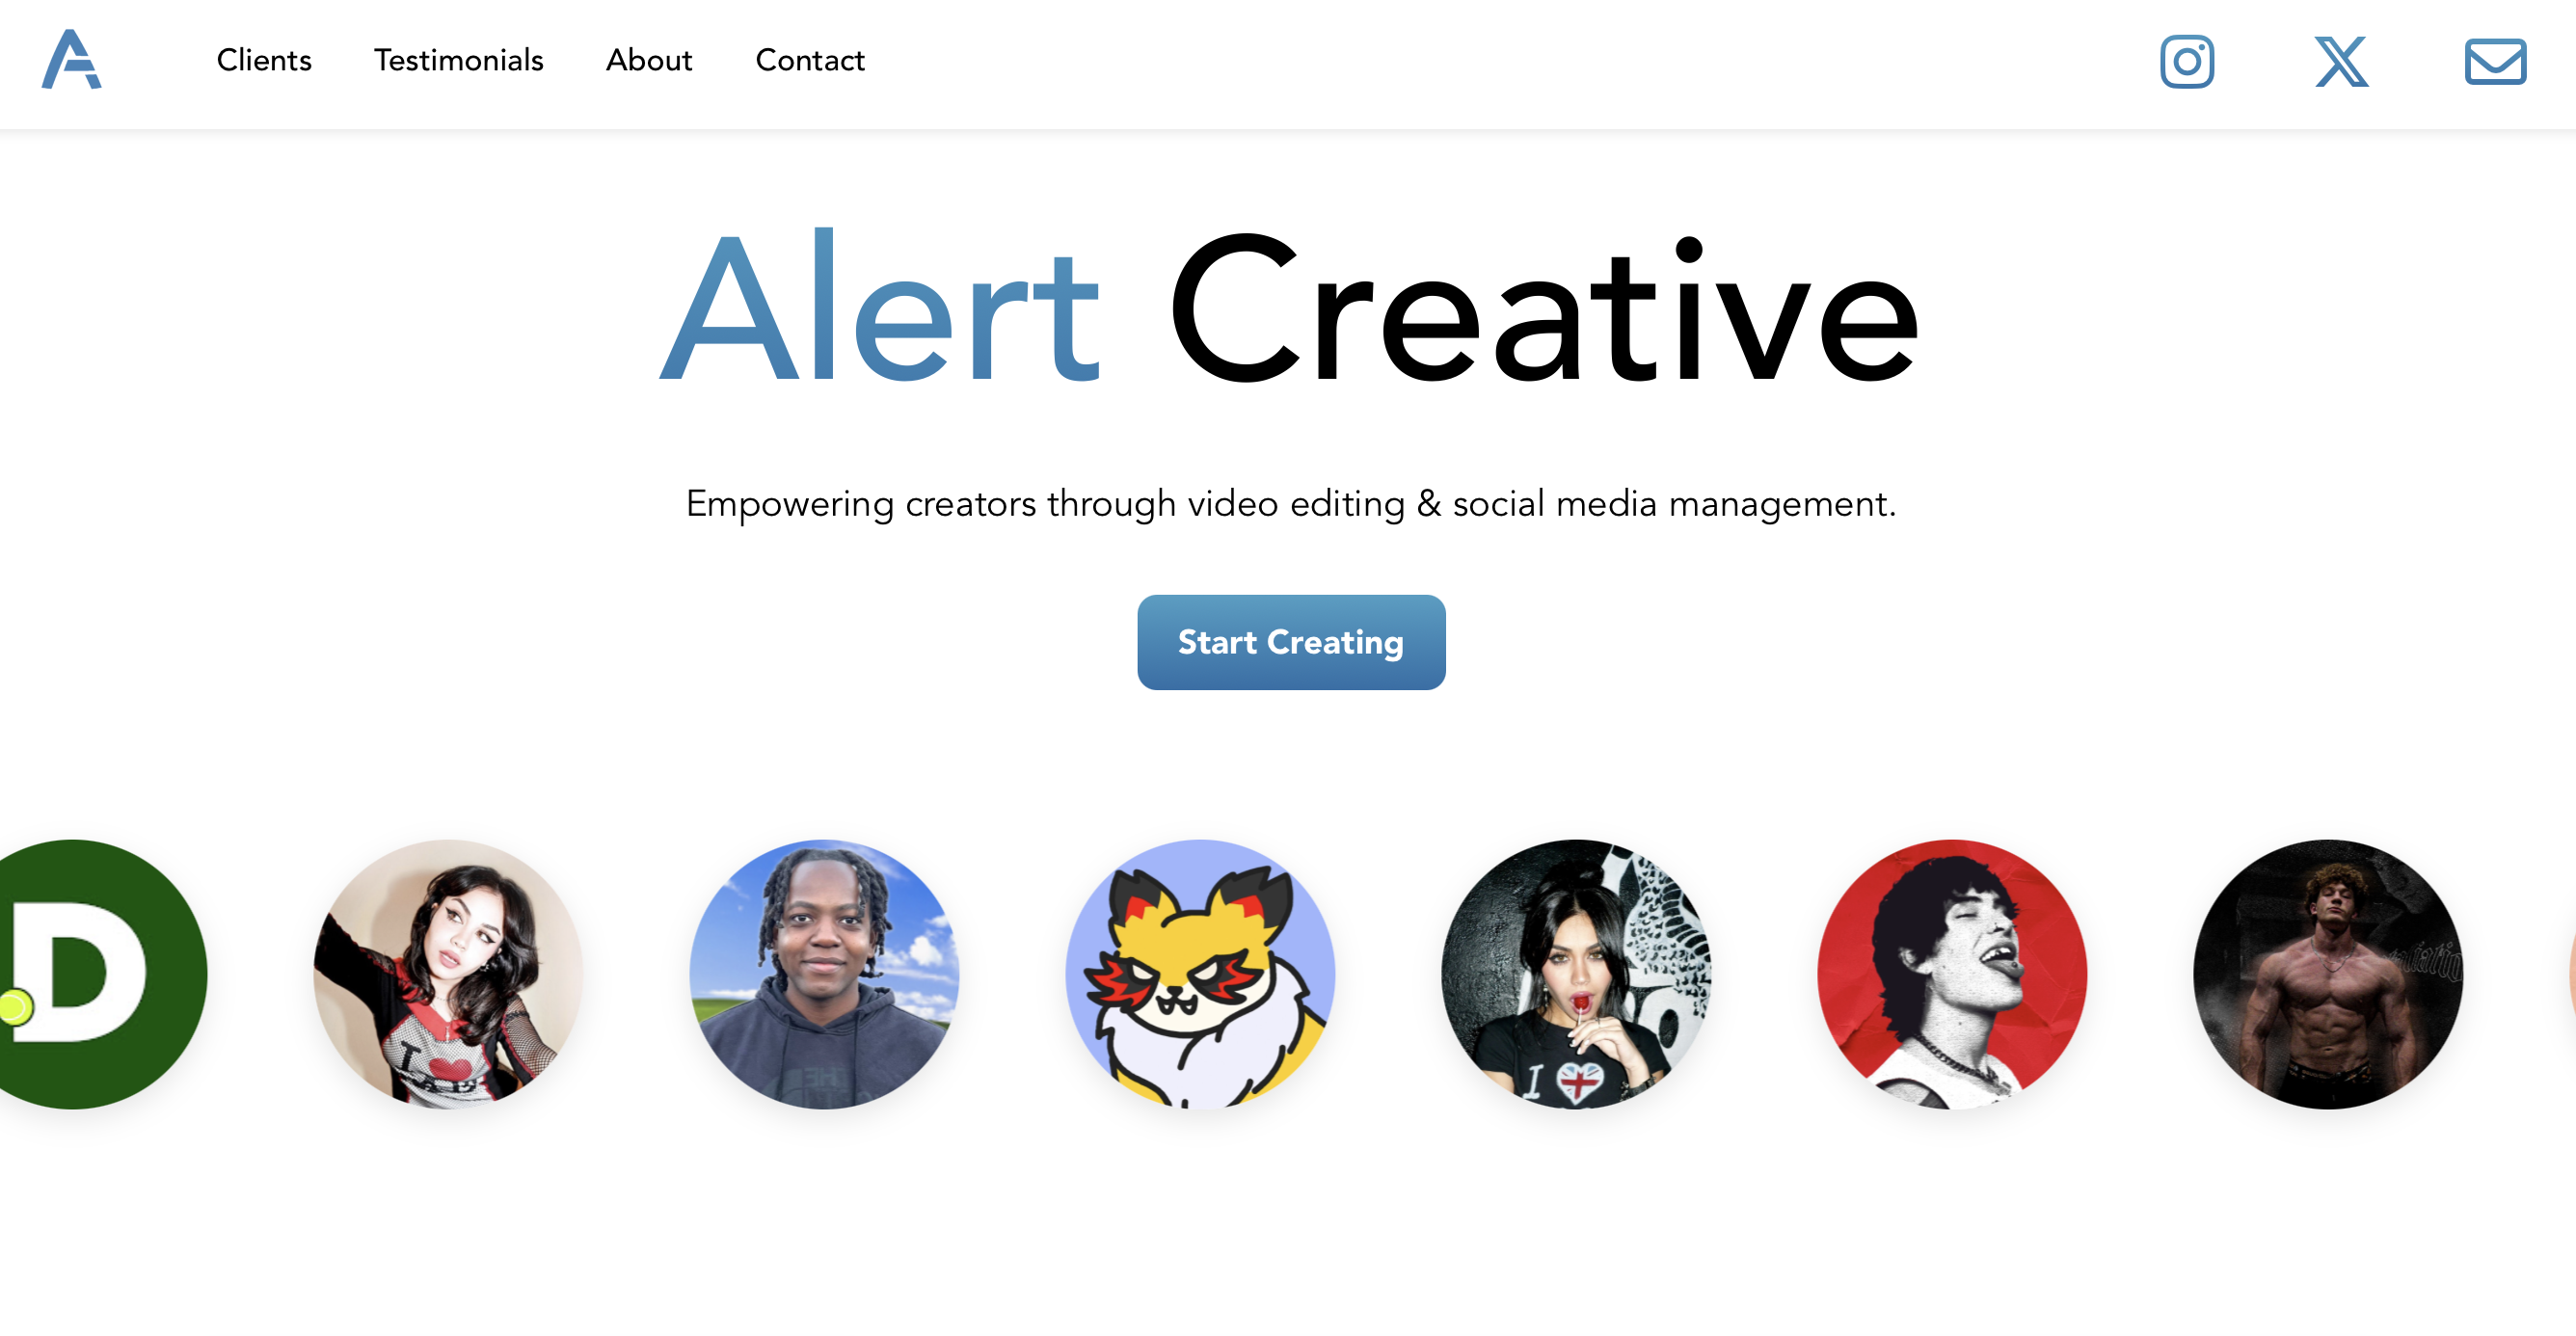 Clients Testimonials About Contact
Alert Creative
Empowering creators through video editing & social media management.
Start Creating
D
I
I